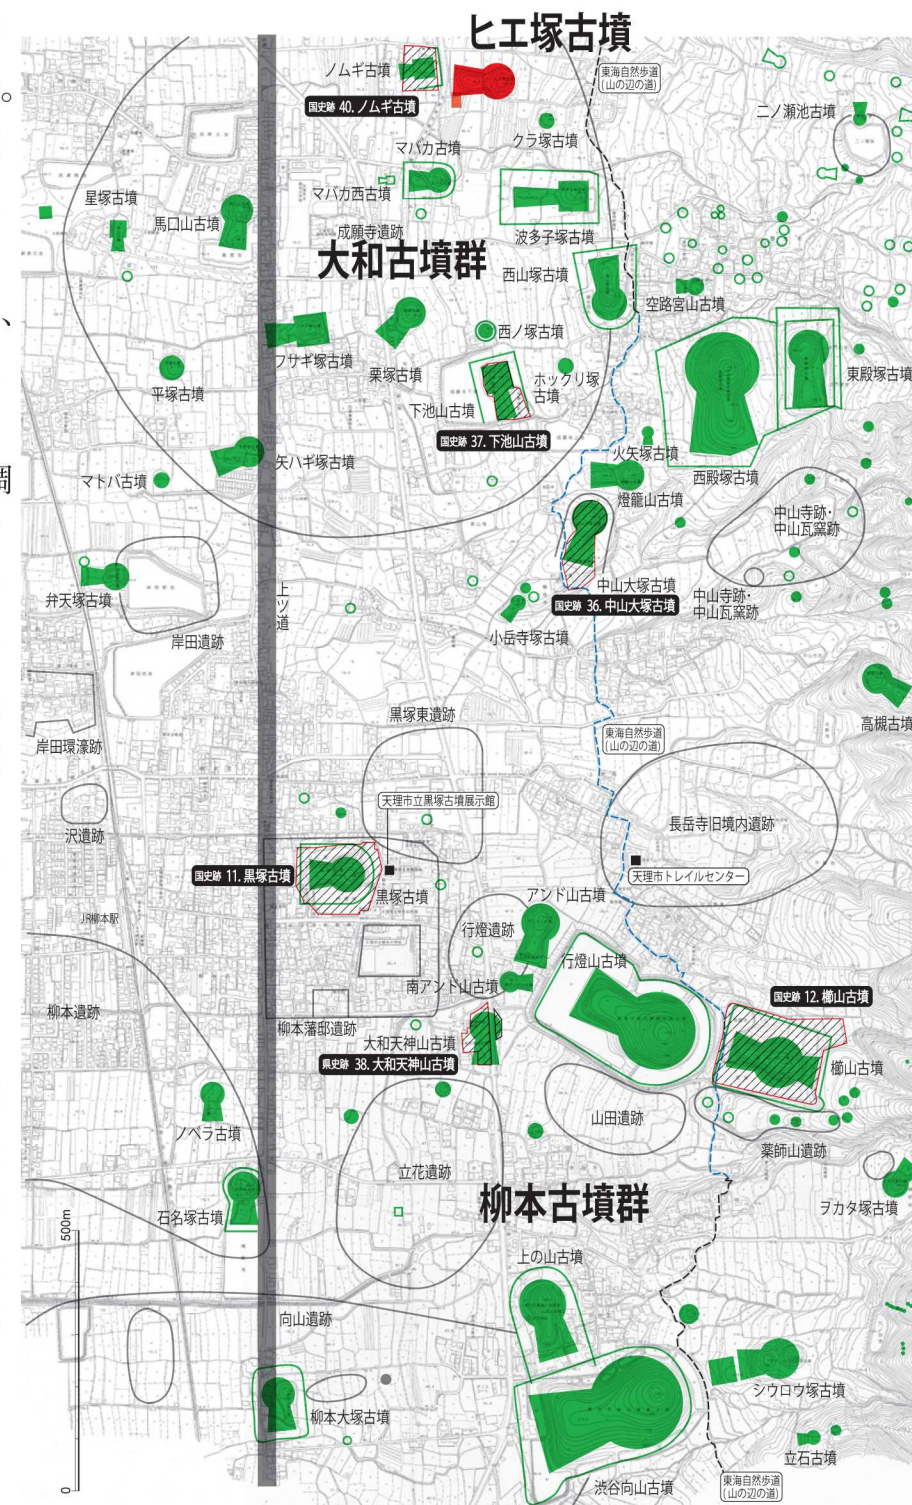 ヒエ塚古墳
東海自然歩道
(山の辺の道)
ノムギ古墳
国史跡 40. ノムギ古墳
クラ塚古墳
二ノ瀬池古墳
マバカ古墳
マバカ西古墳
星塚古墳
馬口山古墳
成願寺遺跡
波多子塚古墳
大和古墳群
西山塚古墳
空路宮山古墳
フサギ塚古墳
西ノ塚古墳
栗塚古墳
平塚古墳
ホックリ塚
古墳
東殿塚古墳
下池山古墳
国史跡 37. 下池山古墳
火矢塚古墳
西殿塚古墳
矢ハギ塚古墳
マトバ古墳
燈籠山古墳
中山寺跡・
中山瓦窯跡
中山大塚古墳
国史跡 36. 中山大塚古墳
中山寺跡・
中山瓦窯跡
弁天塚古墳
岸田遺跡
上ツ道
小岳寺塚古墳
高槻古墳
黒塚東遺跡
東海自然歩道
(山の辺の道)
岸田環濠跡
沢遺跡
天理市立黒塚古墳展示館
長岳寺旧境内遺跡
国史跡 11. 黒塚古墳
黒塚古墳
天理市トレイルセンター
アンド山古墳
JR柳本駅
行燈遺跡
行燈山古墳
南アンド山古墳
国史跡 12. 櫛山古墳
柳本遺跡
柳本藩邸遺跡
大和天神山古墳
県史跡 38. 大和天神山古墳
櫛山古墳
ノベラ古墳
山田遺跡
薬師山遺跡
立花遺跡
石名塚古墳
柳本古墳群
ヲカタ塚古墳
500m
上の山古墳
向山遺跡
シウロウ塚古墳
柳本大塚古墳
立石古墳
渋谷向山古墳
東海自然歩道
(山の辺の道)
0
。
、
調